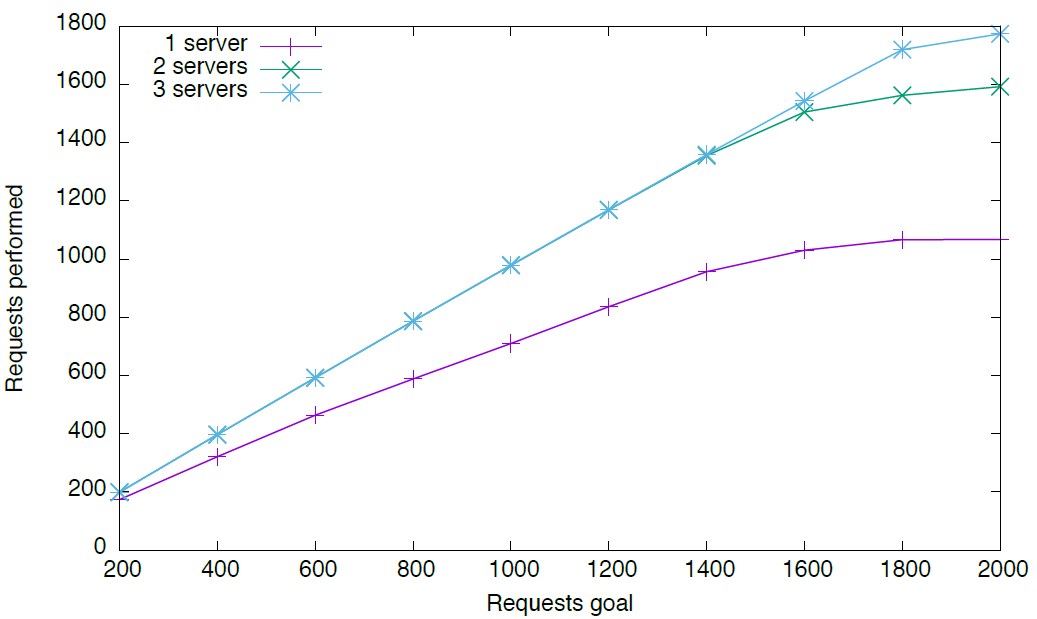 1800
1600
1400
1200
1000
800
600
400
200
0
Requests performed
1 server
2 servers
3 servers
200 400 600 800 1000 1200 1400 1600 1800 2000
Requests goal